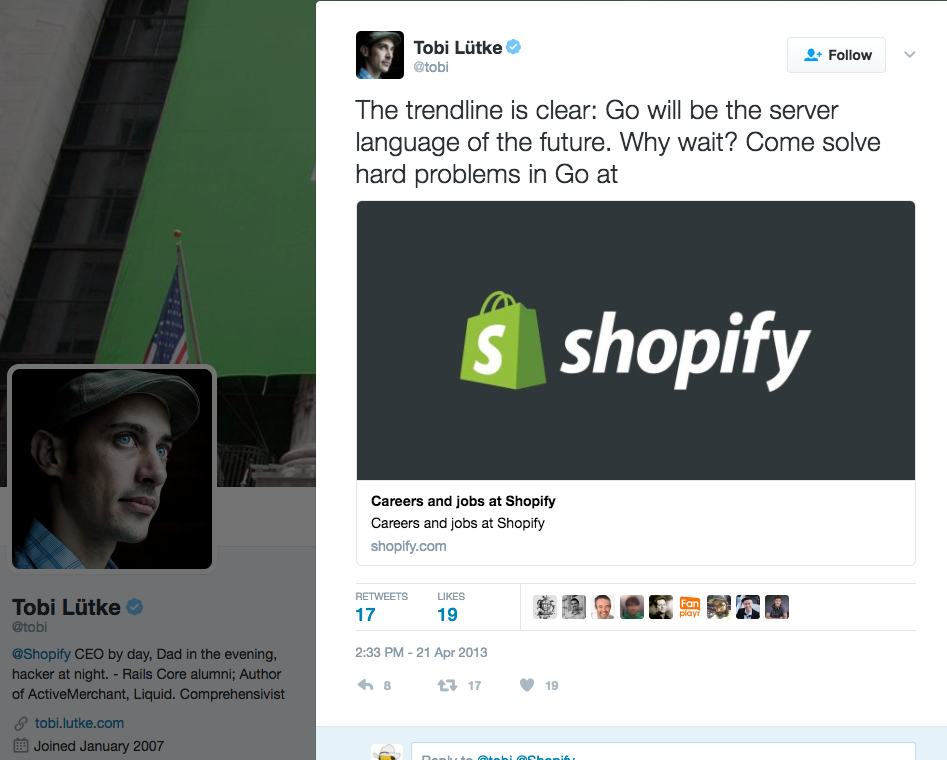 Tobi Lütke
@tobi
Follow
The trendline is clear: Go will be the server
language of the future. Why wait? Come solve
hard problems in Go at
shopify
Careers and jobs at Shopify
Careers and jobs at Shopify
shopify.com
RETWEETS
17
LIKES
19
Fan
playr
2:33 PM - 21 Apr 2013
8
17
19
Reply to @tobi @Shopify
Tobi Lütke
@tobi
@Shopify CEO by day, Dad in the evening,
hacker at night. - Rails Core alumni; Author
of ActiveMerchant, Liquid. Comprehensivist
tobi.lutke.com
Joined January 2007